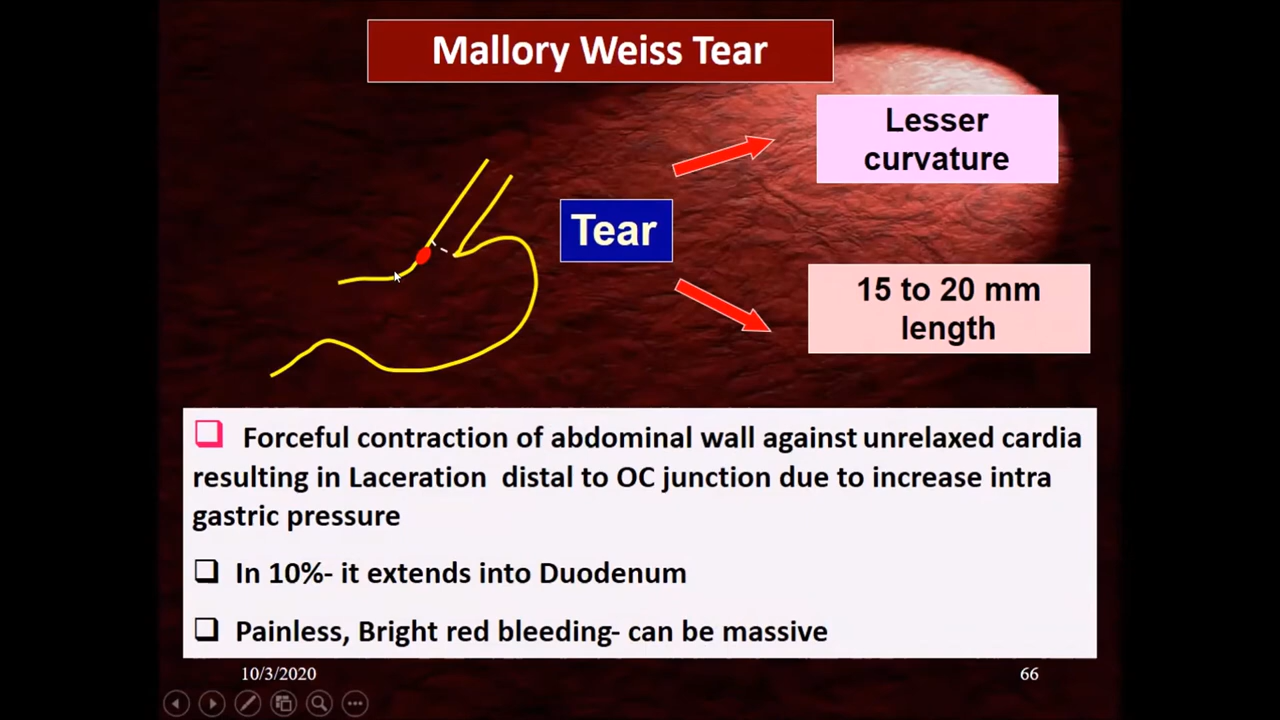 Mallory Weiss Tear
Lesser
curvature
Tear
15 to 20 mm
length
Forceful contraction of abdominal wall against unrelaxed cardia
resulting in Laceration distal to OC junction due to increase intra
gastric pressure
In 10%- it extends into Duodenum
Painless, Bright red bleeding- can be massive
10/3/2020
66